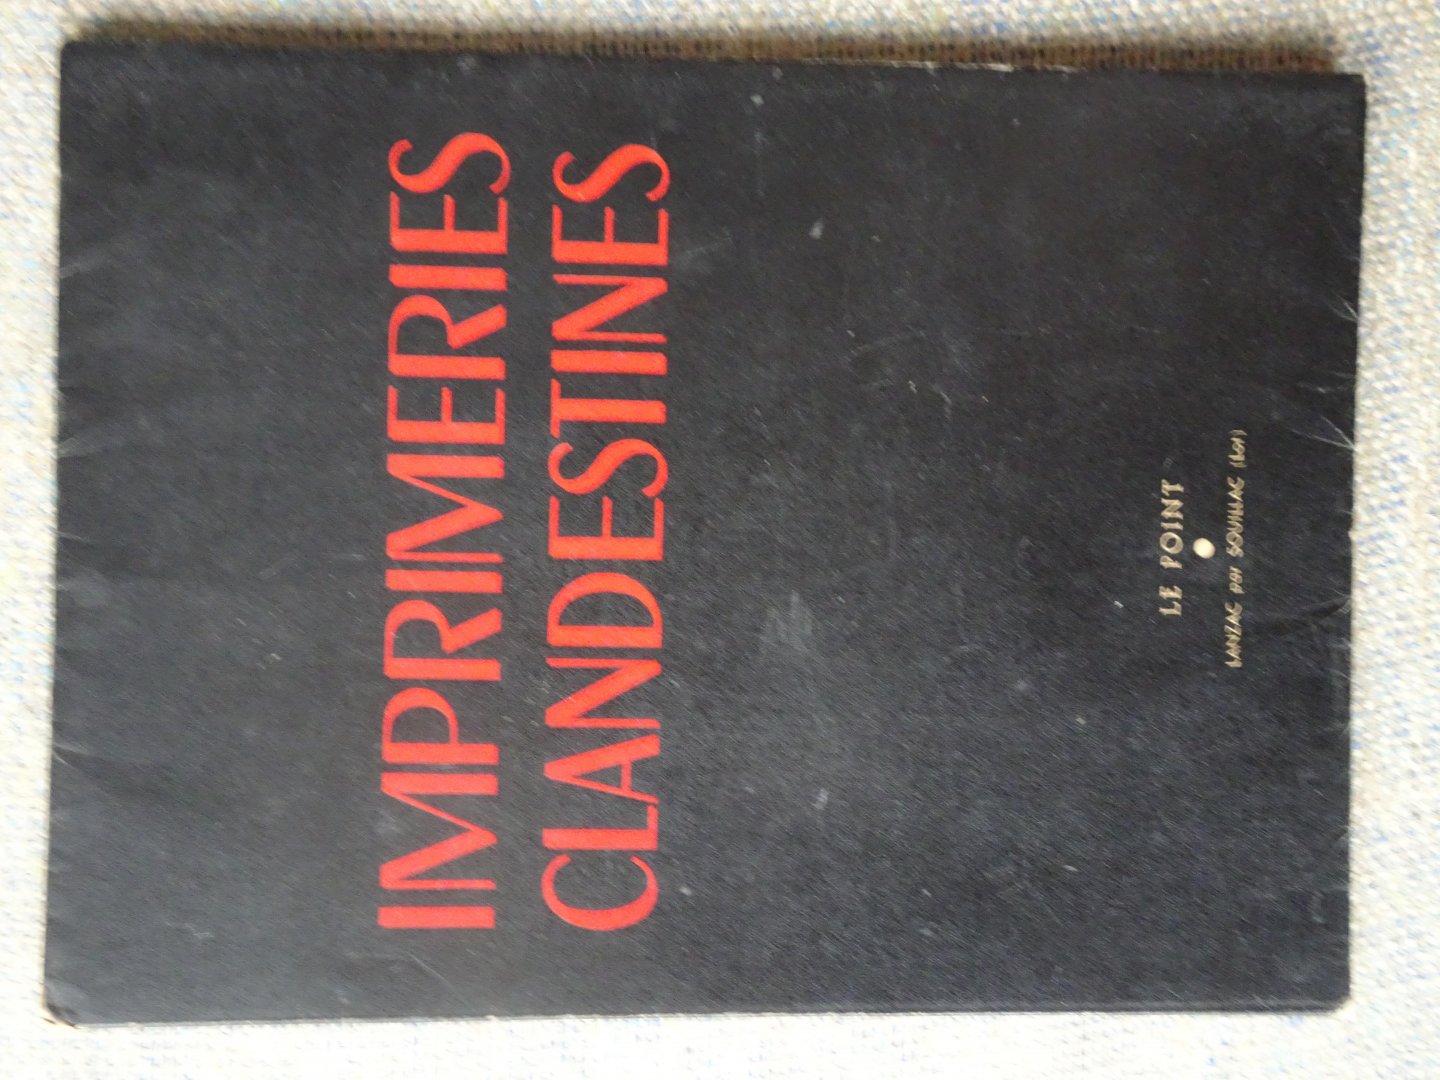 IMPRIMERIES
CLANDESTINES
LE POINT
LANZAC par SOUILLAC (Lot)